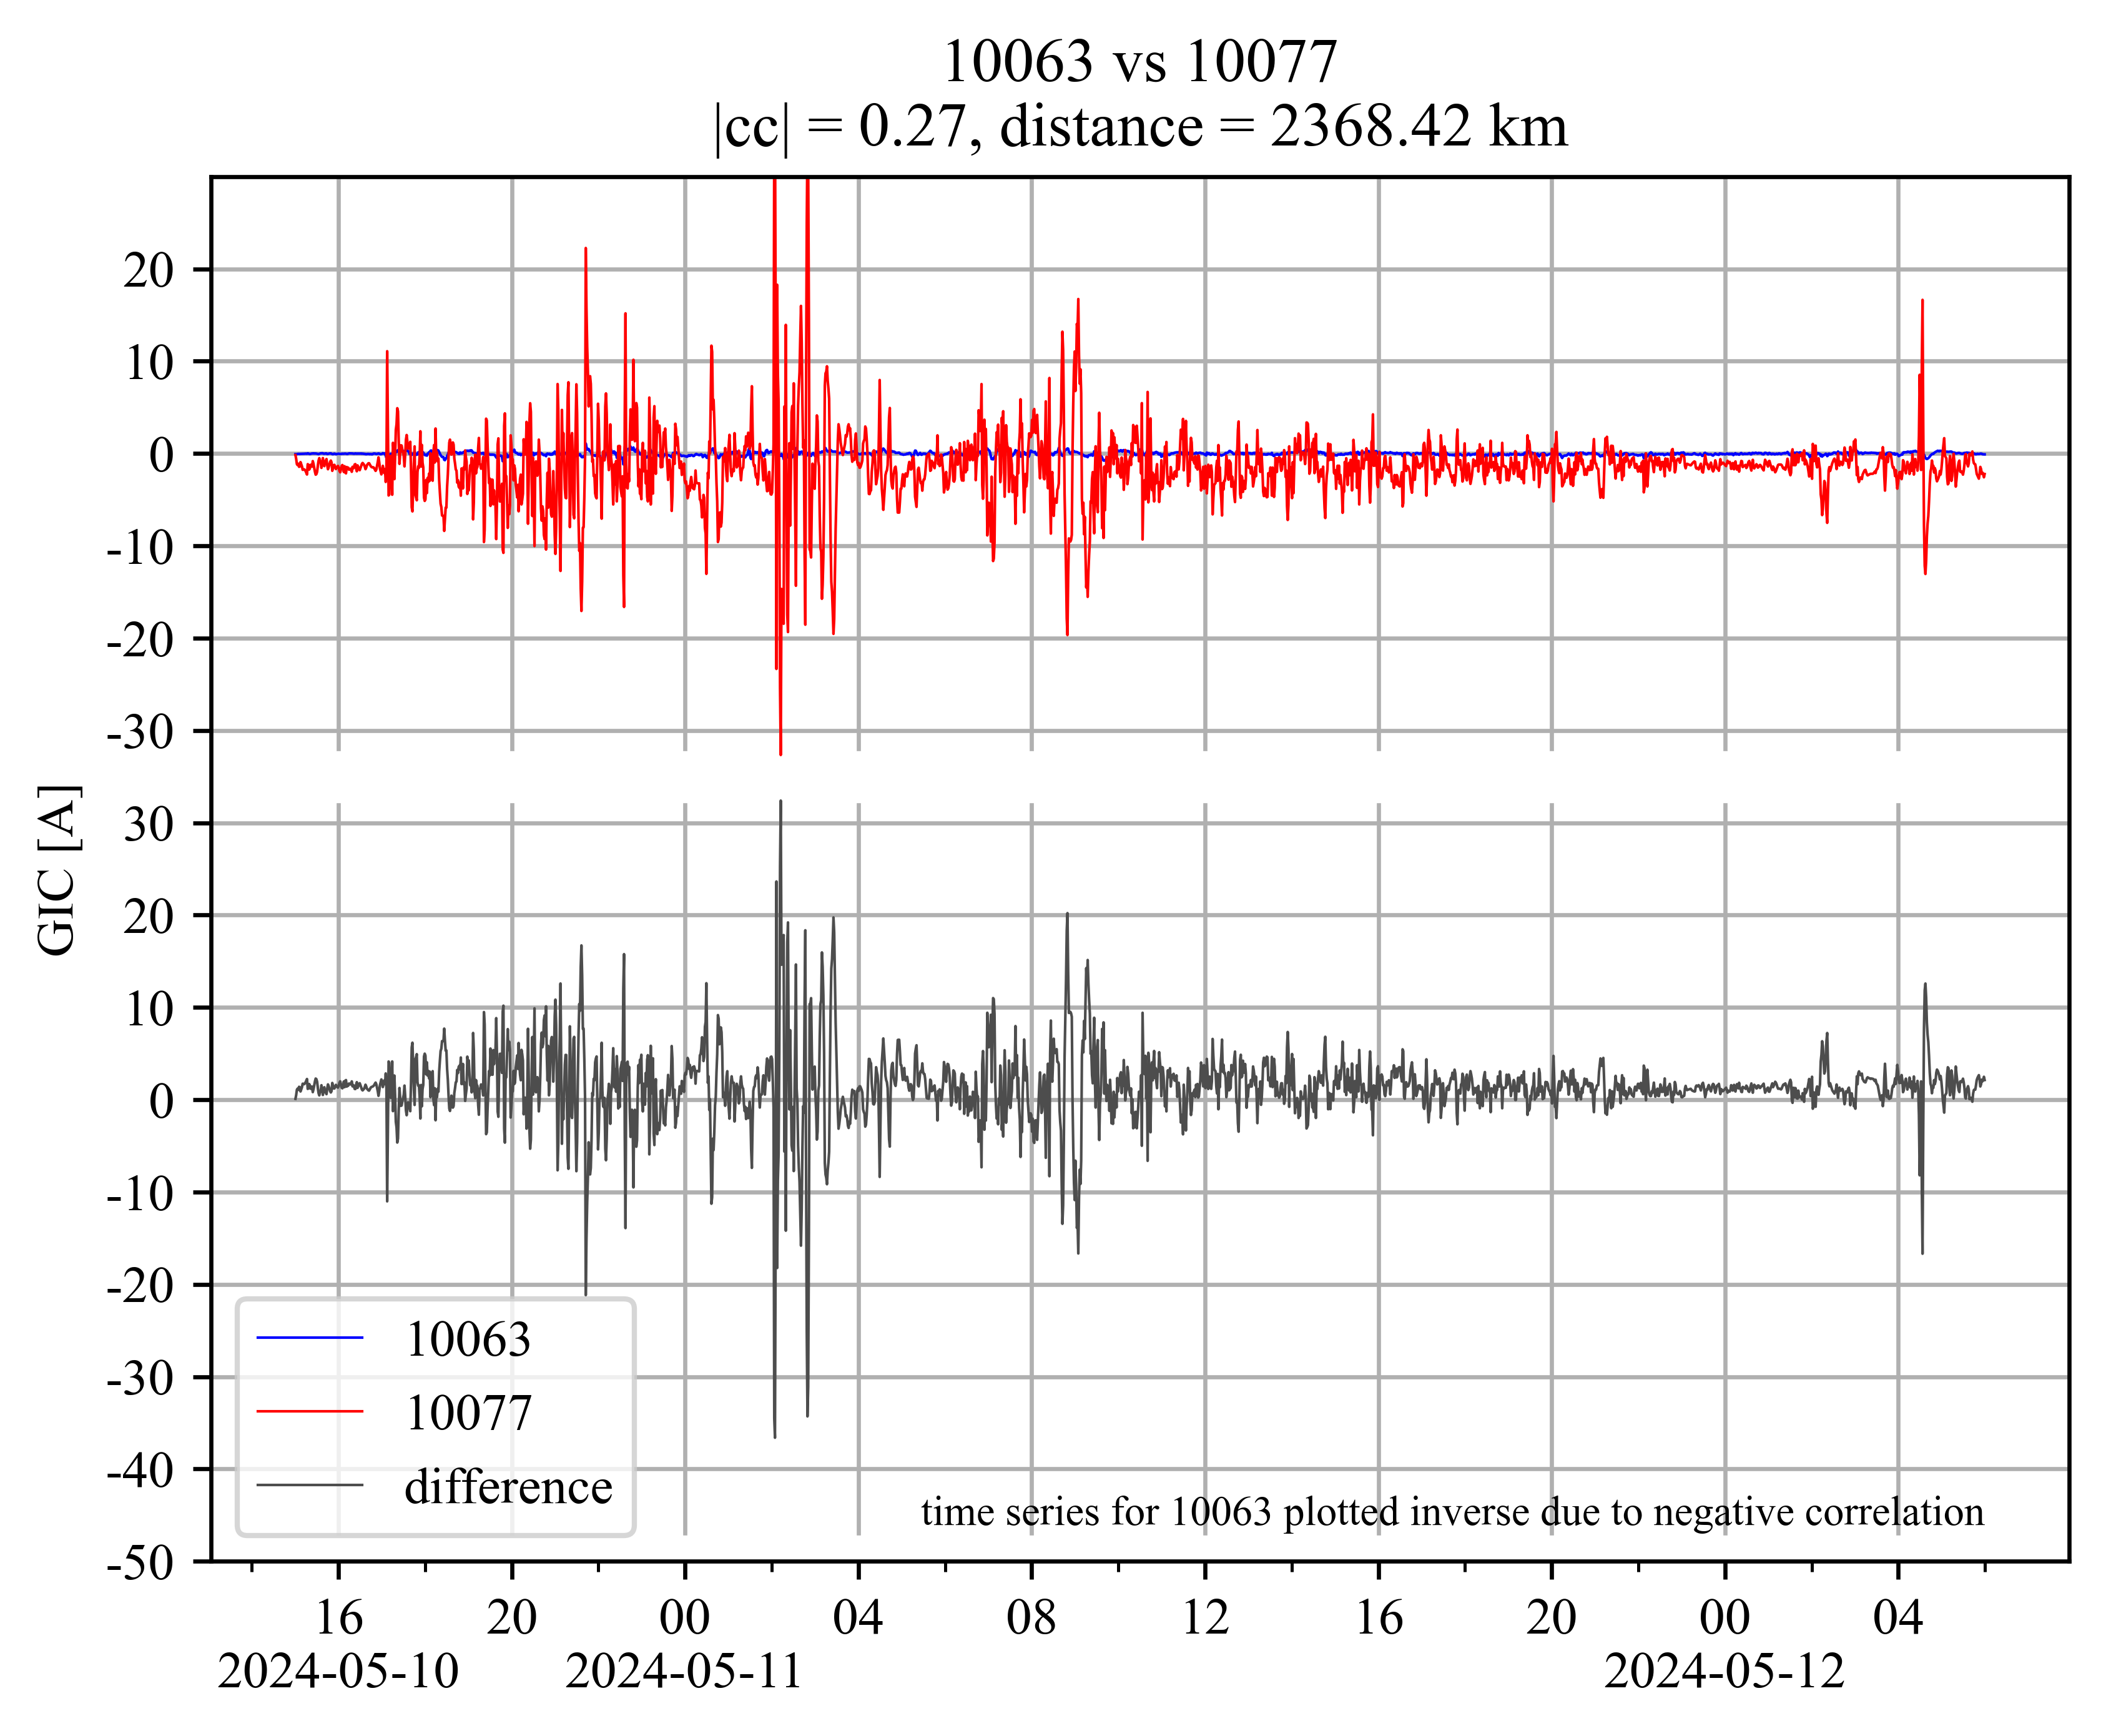 10063 vs 10077
|cc| = 0.27, distance = 2368.42 km
20
10
0
-10
-20
-30
GIC [A]
30
20
10
0
-10
-20
-30
-40
-50
10063
10077
difference
time series for 10063 plotted inverse due to negative correlation
16 20 00 04 08 12 16 20 00 04
2024-05-10 2024-05-11 2024-05-12